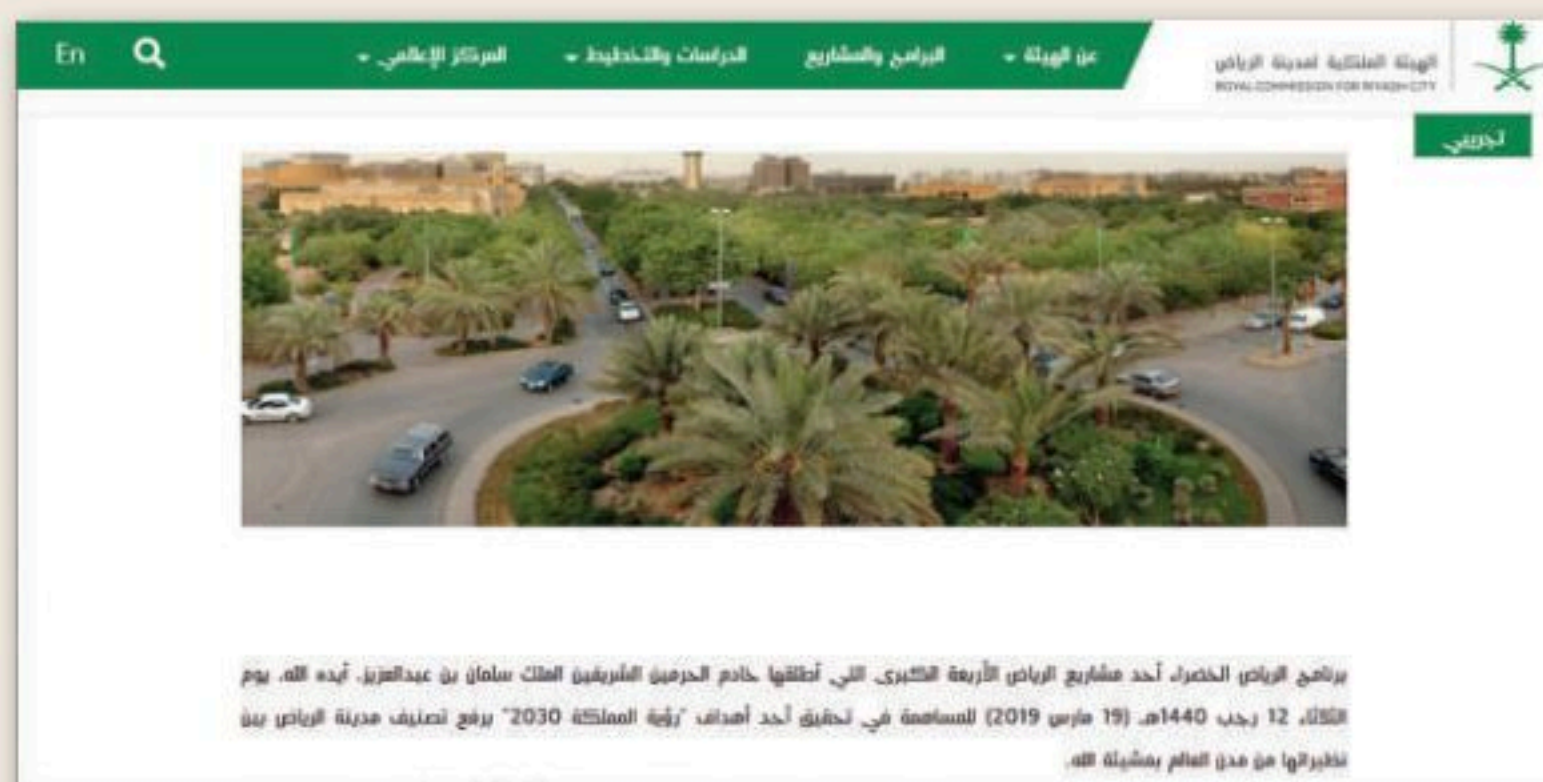 الهيئة الملكية لمدينة الرياض
ROYAL COMMISSION FOR RIYADH CITY
عن الهيئة
البرامج والمشاريع
الدراسات والتخطيط
المركز الإعلامي
En
تجريبي
برنامج الرياض الخضراء أحد مشاريع الرياض الأربعة الكبرى التي أطلقها خادم الحرمين الشريفين الملك سلمان بن عبدالعزيز، أيده الله، يوم
الثلاثاء 12 رجب 1440هـ (19 مارس 2019) للمساهمة في تحقيق أحد أهداف "رؤية المملكة 2030" برفع تصنيف مدينة الرياض بين
نظيراتها من مدن العالم بمشيئة الله.